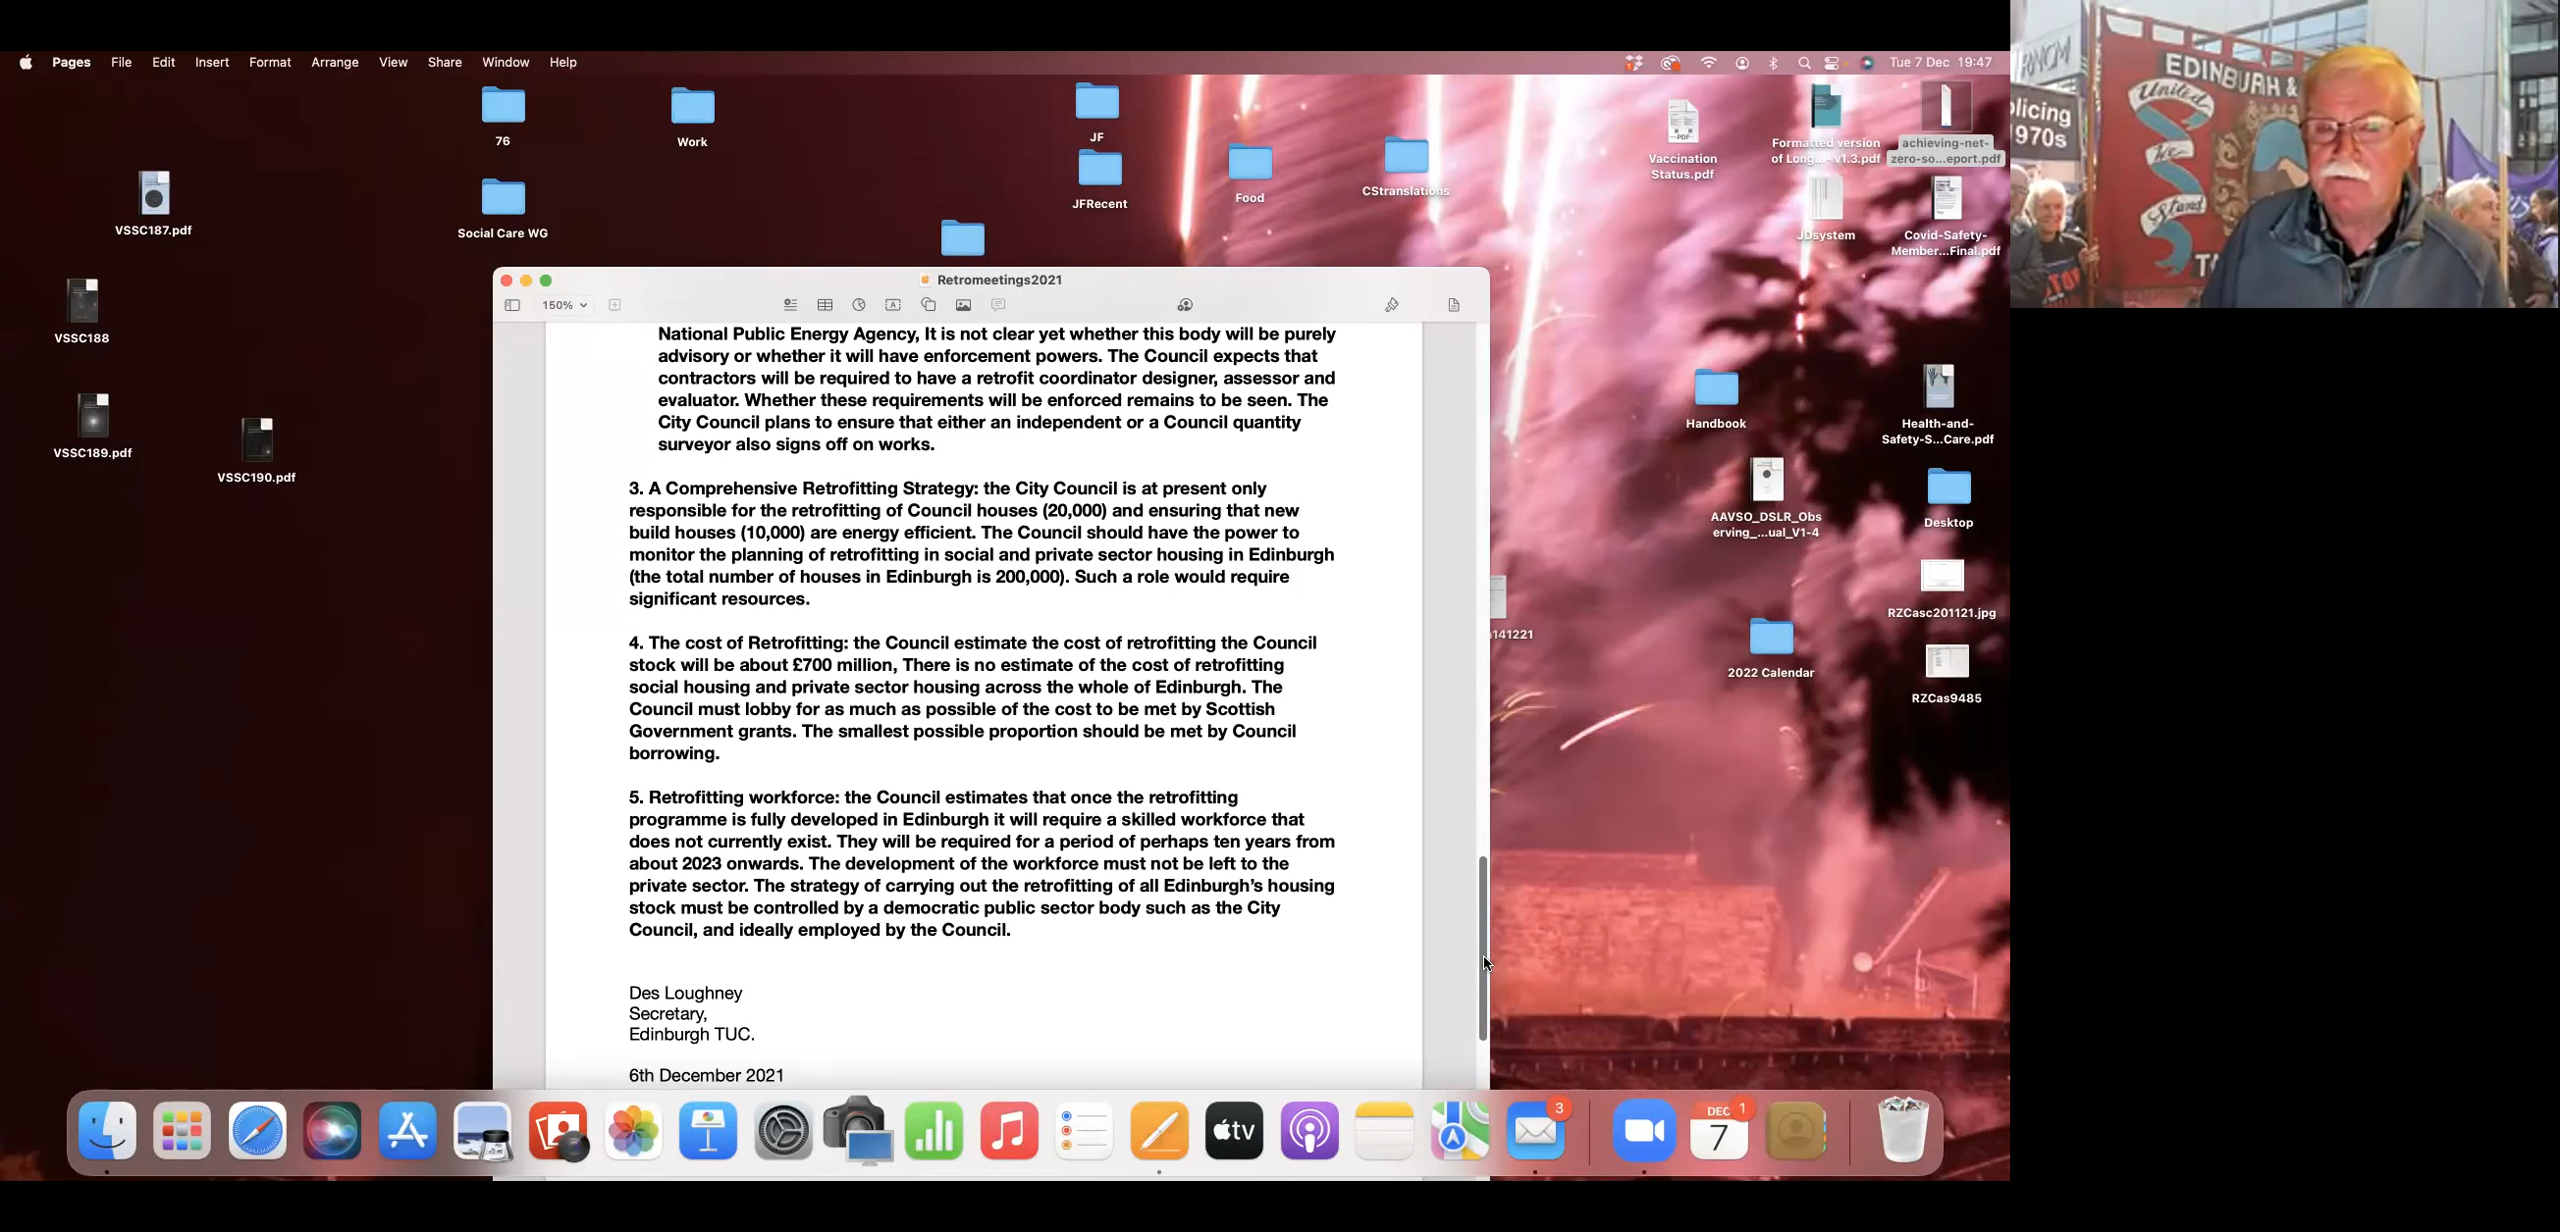 Pages File Edit Insert Format Arrange View Share Window Help
Tue 7 Dec 19:47
76
Work
JF
JFRecent
Food
CStranslations
Vaccination
Status.pdf
Formatted version
of Long...- v1.3.pdf
achieving-net-
zero-so...eport.pdf
VSSC187.pdf
Social Care WG
JDsystem
Covid-Safety-
Member...Final.pdf
VSSC188
VSSC189.pdf
VSSC190.pdf
Handbook
Health-and-
Safety-S...Care.pdf
AAVSO_DSLR_Obs
erving_...ual_V1-4
Desktop
RZCasc201121.jpg
141221
2022 Calendar
RZCas9485
Retromeetings2021
150%
National Public Energy Agency, It is not clear yet whether this body will be purely
advisory or whether it will have enforcement powers. The Council expects that
contractors will be required to have a retrofit coordinator designer, assessor and
evaluator. Whether these requirements will be enforced remains to be seen. The
City Council plans to ensure that either an independent or a Council quantity
surveyor also signs off on works.
3. A Comprehensive Retrofitting Strategy: the City Council is at present only
responsible for the retrofitting of Council houses (20,000) and ensuring that new
build houses (10,000) are energy efficient. The Council should have the power to
monitor the planning of retrofitting in social and private sector housing in Edinburgh
(the total number of houses in Edinburgh is 200,000). Such a role would require
significant resources.
4. The cost of Retrofitting: the Council estimate the cost of retrofitting the Council
stock will be about £700 million, There is no estimate of the cost of retrofitting
social housing and private sector housing across the whole of Edinburgh. The
Council must lobby for as much as possible of the cost to be met by Scottish
Government grants. The smallest possible proportion should be met by Council
borrowing.
5. Retrofitting workforce: the Council estimates that once the retrofitting
programme is fully developed in Edinburgh it will require a skilled workforce that
does not currently exist. They will be required for a period of perhaps ten years from
about 2023 onwards. The development of the workforce must not be left to the
private sector. The strategy of carrying out the retrofitting of all Edinburgh’s housing
stock must be controlled by a democratic public sector body such as the City
Council, and ideally employed by the Council.
Des Loughney
Secretary,
Edinburgh TUC.
6th December 2021
tv
3
DEC
1
7
PDF
EDINBURH &
United
We
Stand
olicing
1970s